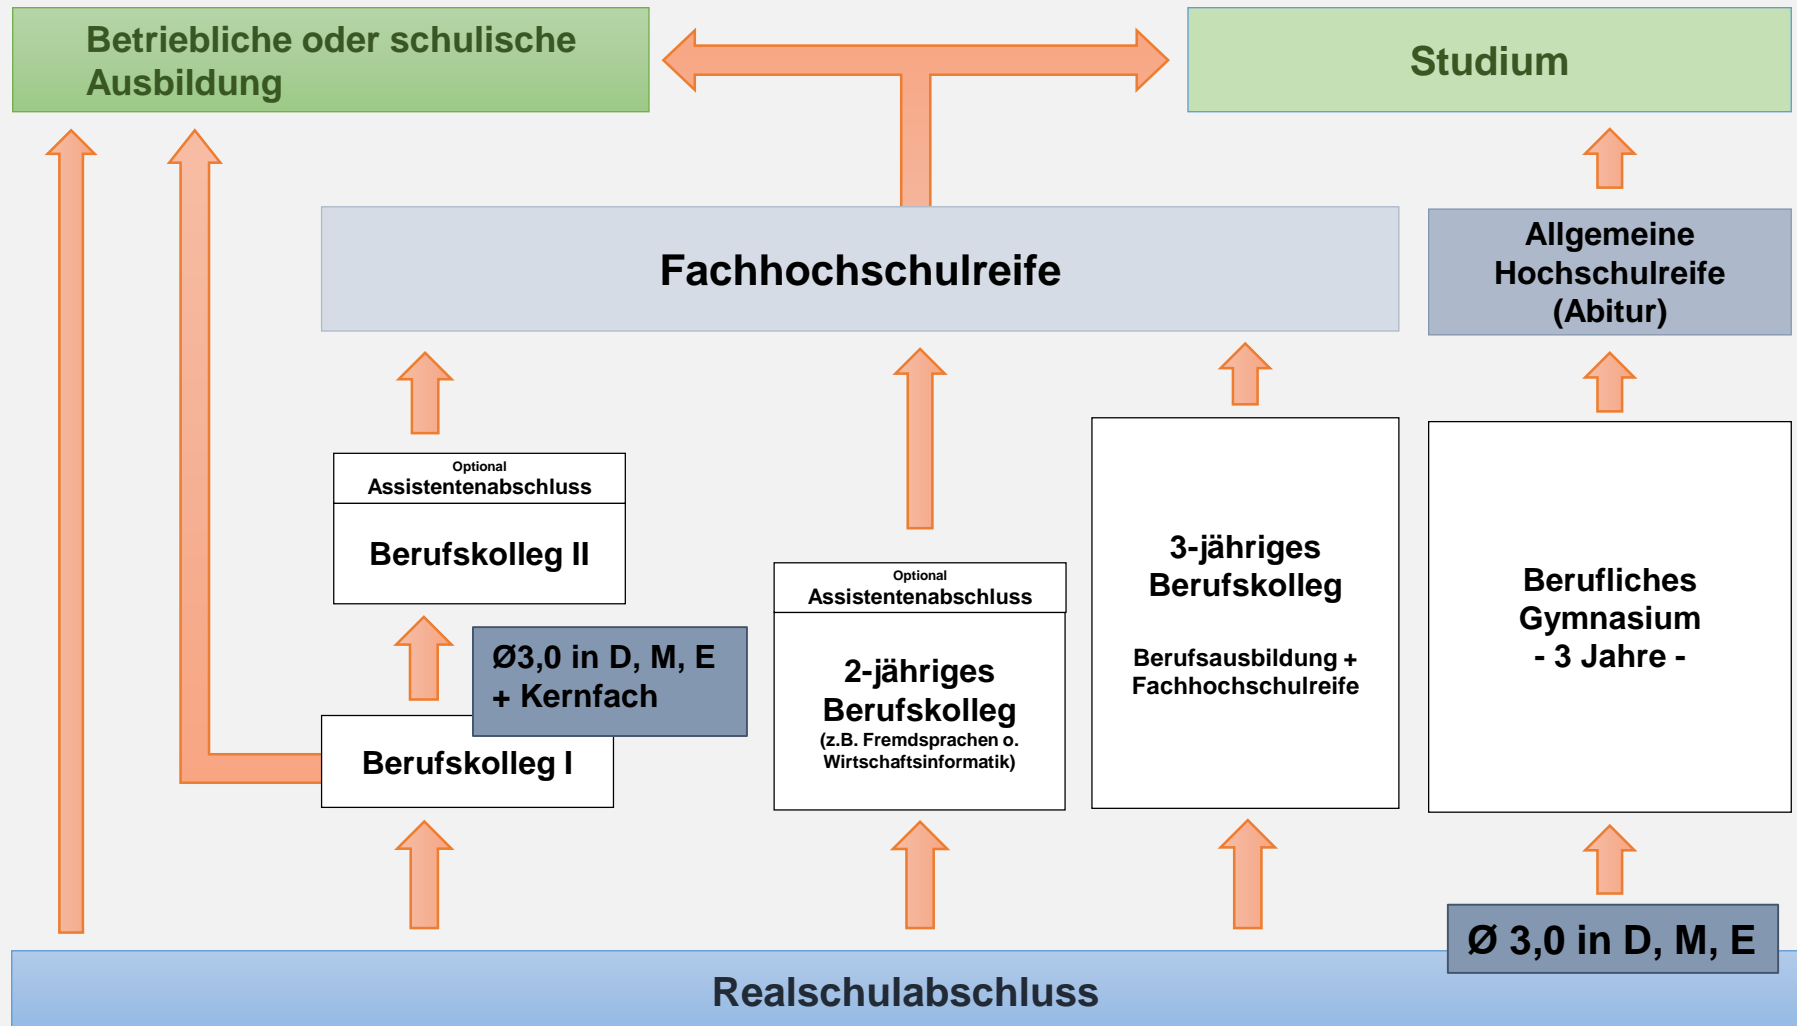 Betriebliche oder schulische
Ausbildung
Studium
Fachhochschulreife
Allgemeine
Hochschulreife
(Abitur)
Optional
Assistentenabschluss
Berufskolleg II
Ø3,0 in D, M, E
+ Kernfach
Berufskolleg I
Optional
Assistentenabschluss
2-jähriges
Berufskolleg
(z.B. Fremdsprachen o.
Wirtschaftsinformatik)
3-jähriges
Berufskolleg
Berufsausbildung +
Fachhochschulreife
Berufliches
Gymnasium
- 3 Jahre -
Ø 3,0 in D, M, E
Realschulabschluss